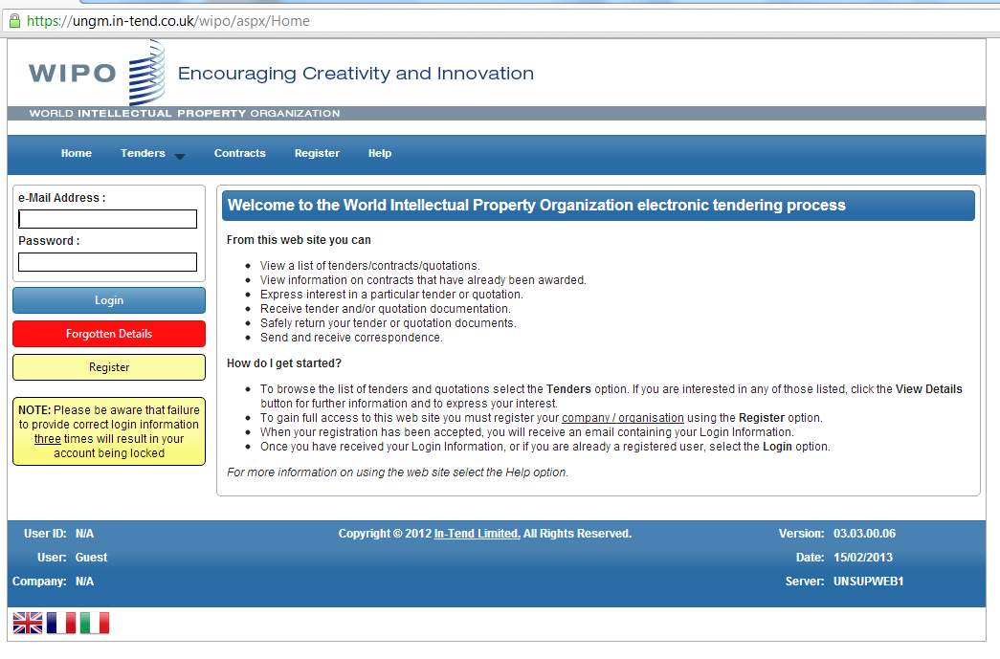 https://ungm.in-tend.co.uk/wipo/aspx/Home
WIPO
Encouraging Creativity and Innovation
WORLD INTELLECTUAL PROPERTY ORGANIZATION
Home Tenders Contracts Register Help
e-Mail Address :
Password :
Login
Forgotten Details
Register
NOTE: Please be aware that failure
to provide correct login information
three times will result in your
account being locked
Welcome to the World Intellectual Property Organization electronic tendering process
From this web site you can
• View a list of tenders/contracts/quotations.
• View information on contracts that have already been awarded.
• Express interest in a particular tender or quotation.
• Receive tender and/or quotation documentation.
• Safely return your tender or quotation documents.
• Send and receive correspondence.
How do I get started?
• To browse the list of tenders and quotations select the Tenders option. If you are interested in any of those listed, click the View Details
button for further information and to express your interest.
• To gain full access to this web site you must register your company / organisation using the Register option.
• When your registration has been accepted, you will receive an email containing your Login Information.
• Once you have received your Login Information, or if you are already a registered user, select the Login option.
For more information on using the web site select the Help option.
User ID: N/A
User: Guest
Company: N/A
Copyright © 2012 In-Tend Limited. All Rights Reserved.
Version: 03.03.00.06
Date: 15/02/2013
Server: UNSUPWEB1